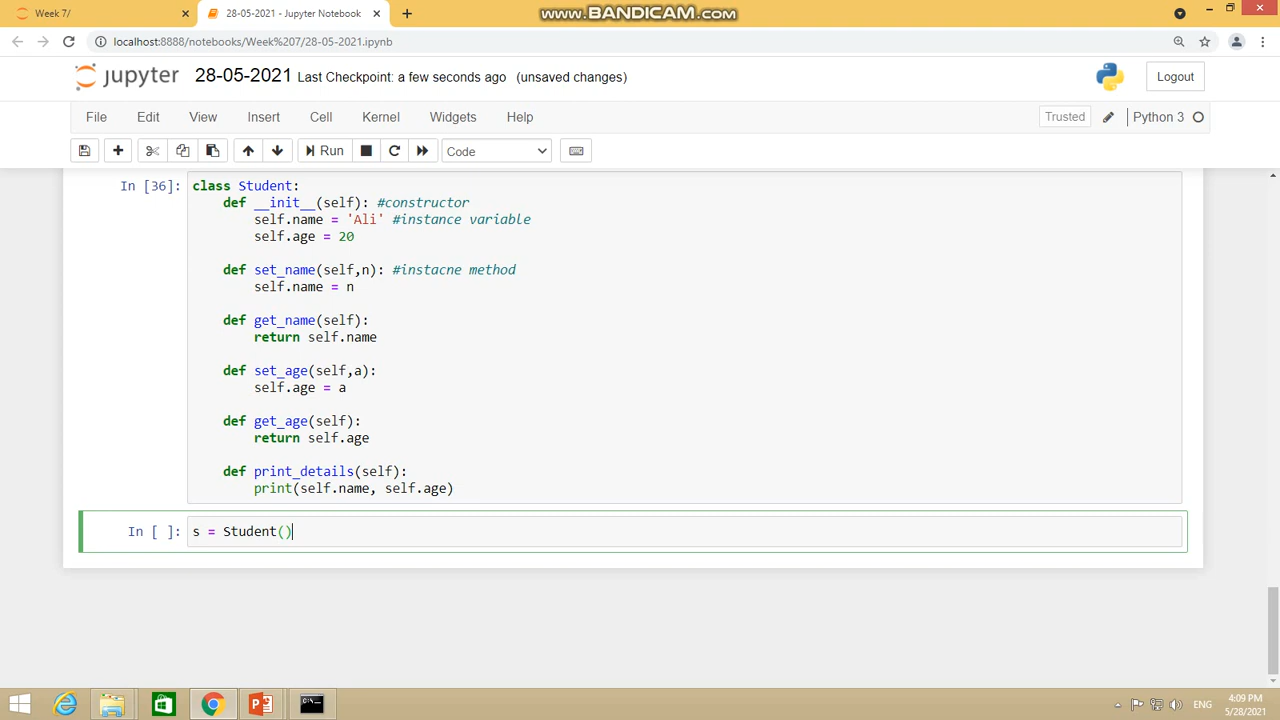 Week 7/
28-05-2021 - Jupyter Notebook
www.BANDICAM.com
localhost:8888/notebooks/Week%207/28-05-2021.ipynb
jupyter 28-05-2021 Last Checkpoint: a few seconds ago (unsaved changes)
Logout
File Edit View Insert Cell Kernel Widgets Help
Trusted
Python 3
Run
Code
In [36]: class Student:
def __init__(self): #constructor
self.name = 'Ali' #instance variable
self.age = 20
def set_name(self,n): #instacne method
self.name = n
def get_name(self):
return self.name
def set_age(self,a):
self.age = a
def get_age(self):
return self.age
def print_details(self):
print(self.name, self.age)
In [ ]: s = Student()
ENG
4:09 PM
5/28/2021